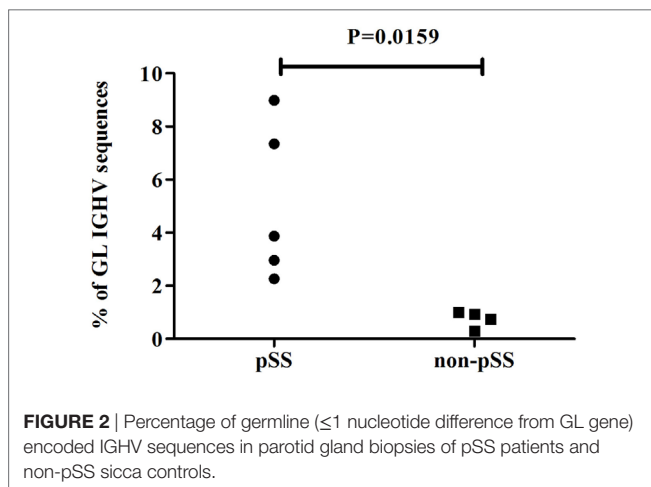 P=0.0159
% of GL IGHV sequences
10
8
6
4
2
0
pSS non-pSS
FIGURE 2 | Percentage of germline (≤1 nucleotide difference from GL gene)
encoded IGHV sequences in parotid gland biopsies of pSS patients and
non-pSS sicca controls.